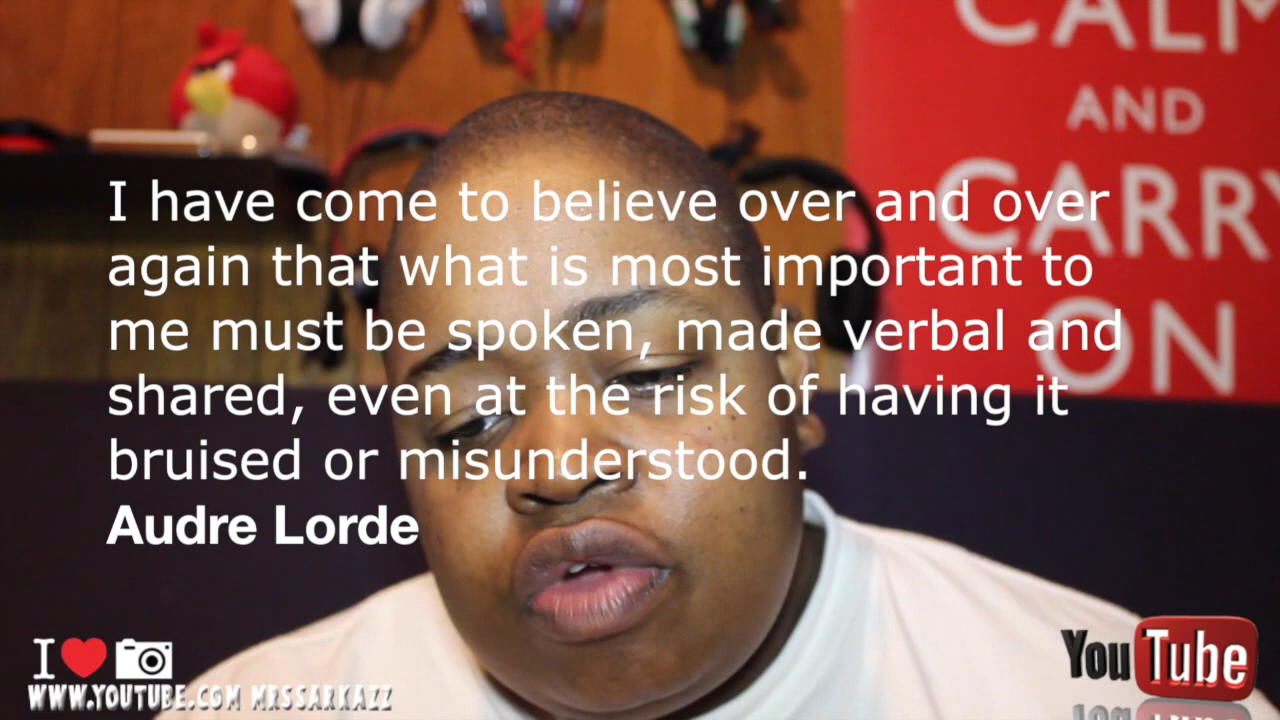 CALM
AND
CARRY
ON
I have come to believe over and over
again that what is most important to
me must be spoken, made verbal and
shared, even at the risk of having it
bruised or misunderstood.
Audre Lorde
I
WWW.YOUTUBE.COM MRSSARKAZZ
YouTube